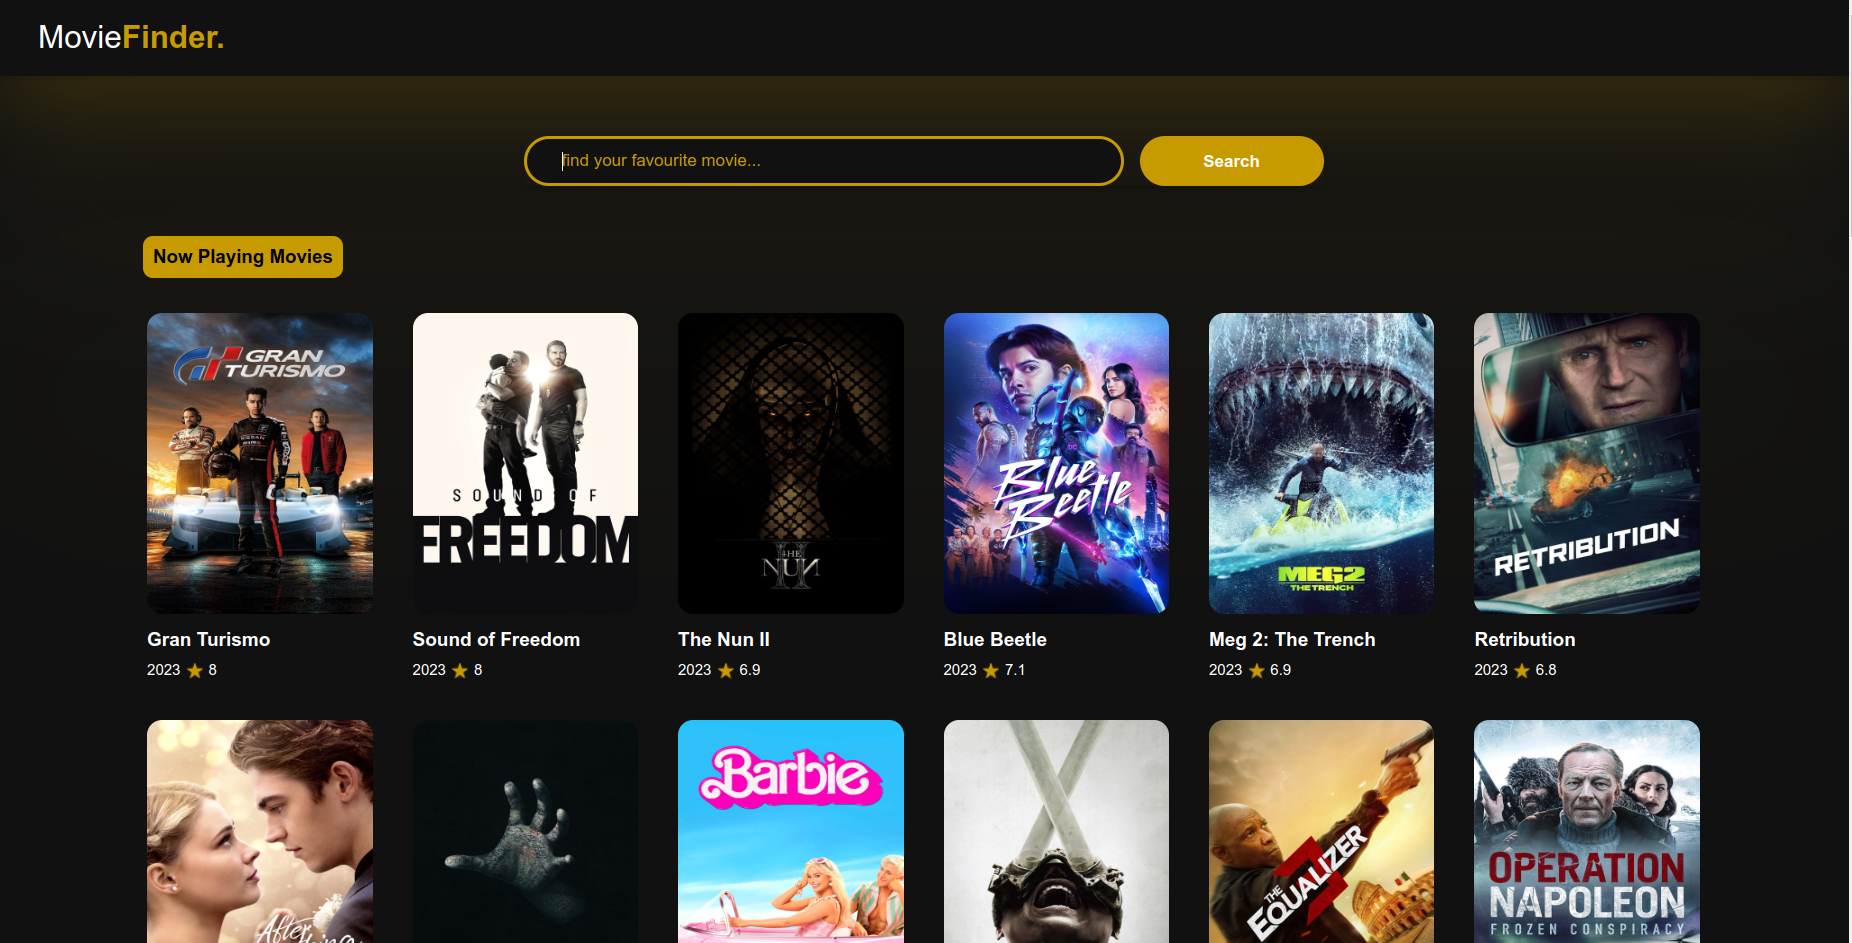 MovieFinder.
find your favourite movie...
Search
Now Playing Movies
GRAN
TURISMO
SOUND OF
FREEDOM
THE
NUN
II
Blue
Beetle
MEG2
THE TRENCH
RETRIBUTION
Gran Turismo
Sound of Freedom
The Nun II
Blue Beetle
Meg 2: The Trench
Retribution
2023 ★ 8
2023 ★ 8
2023 ★ 6.9
2023 ★ 7.1
2023 ★ 6.9
2023 ★ 6.8
After
Barbie
THE
EQUALIZER
3
OPERATION
NAPOLEON
FROZEN CONSPIRACY